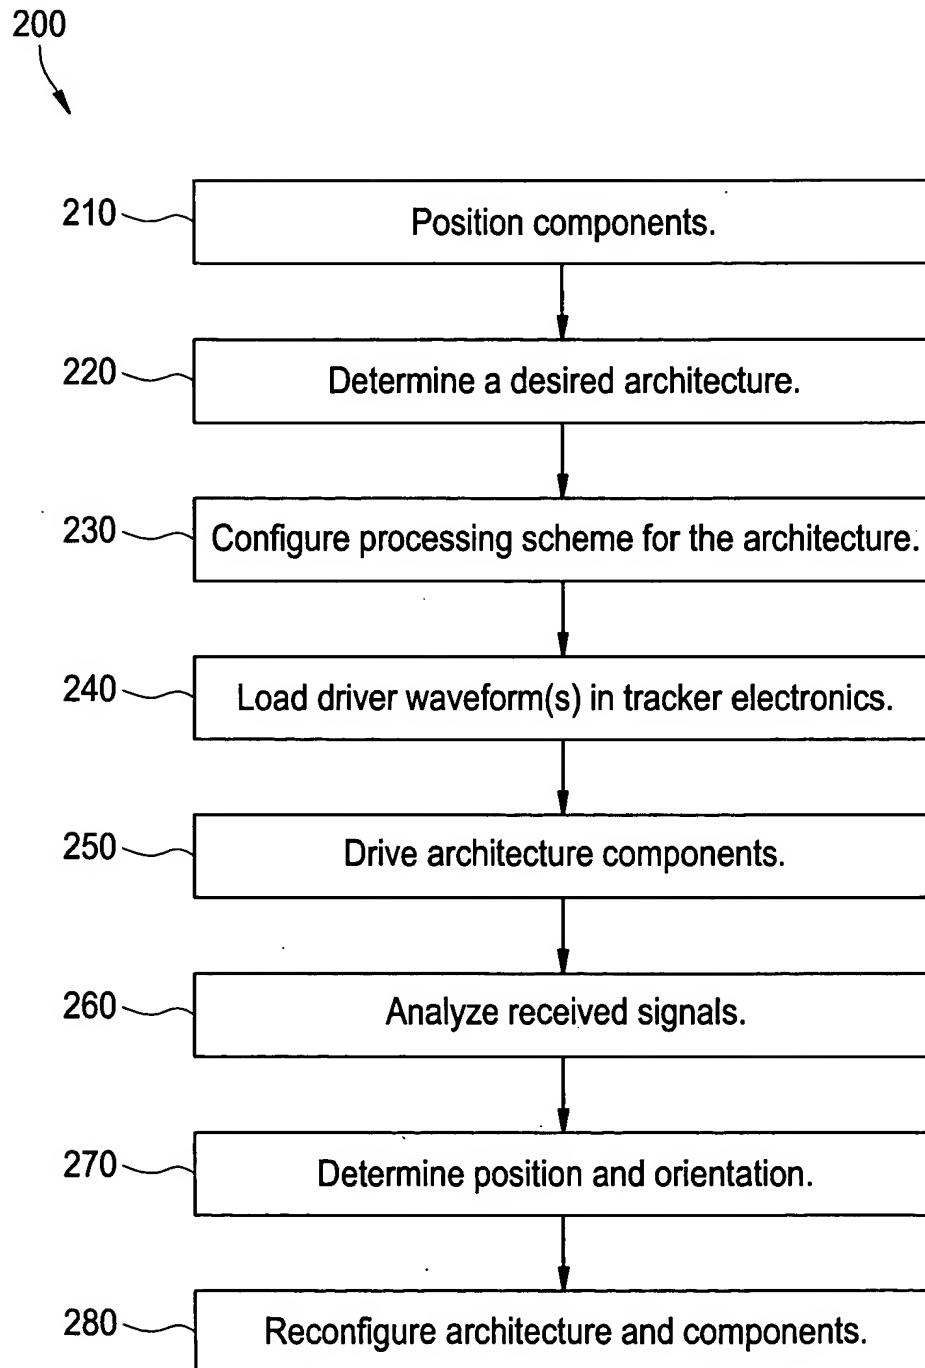 200
210 Position components.
220 Determine a desired architecture.
230 Configure processing scheme for the architecture.
240 Load driver waveform(s) in tracker electronics.
250 Drive architecture components.
260 Analyze received signals.
270 Determine position and orientation.
280 Reconfigure architecture and components.